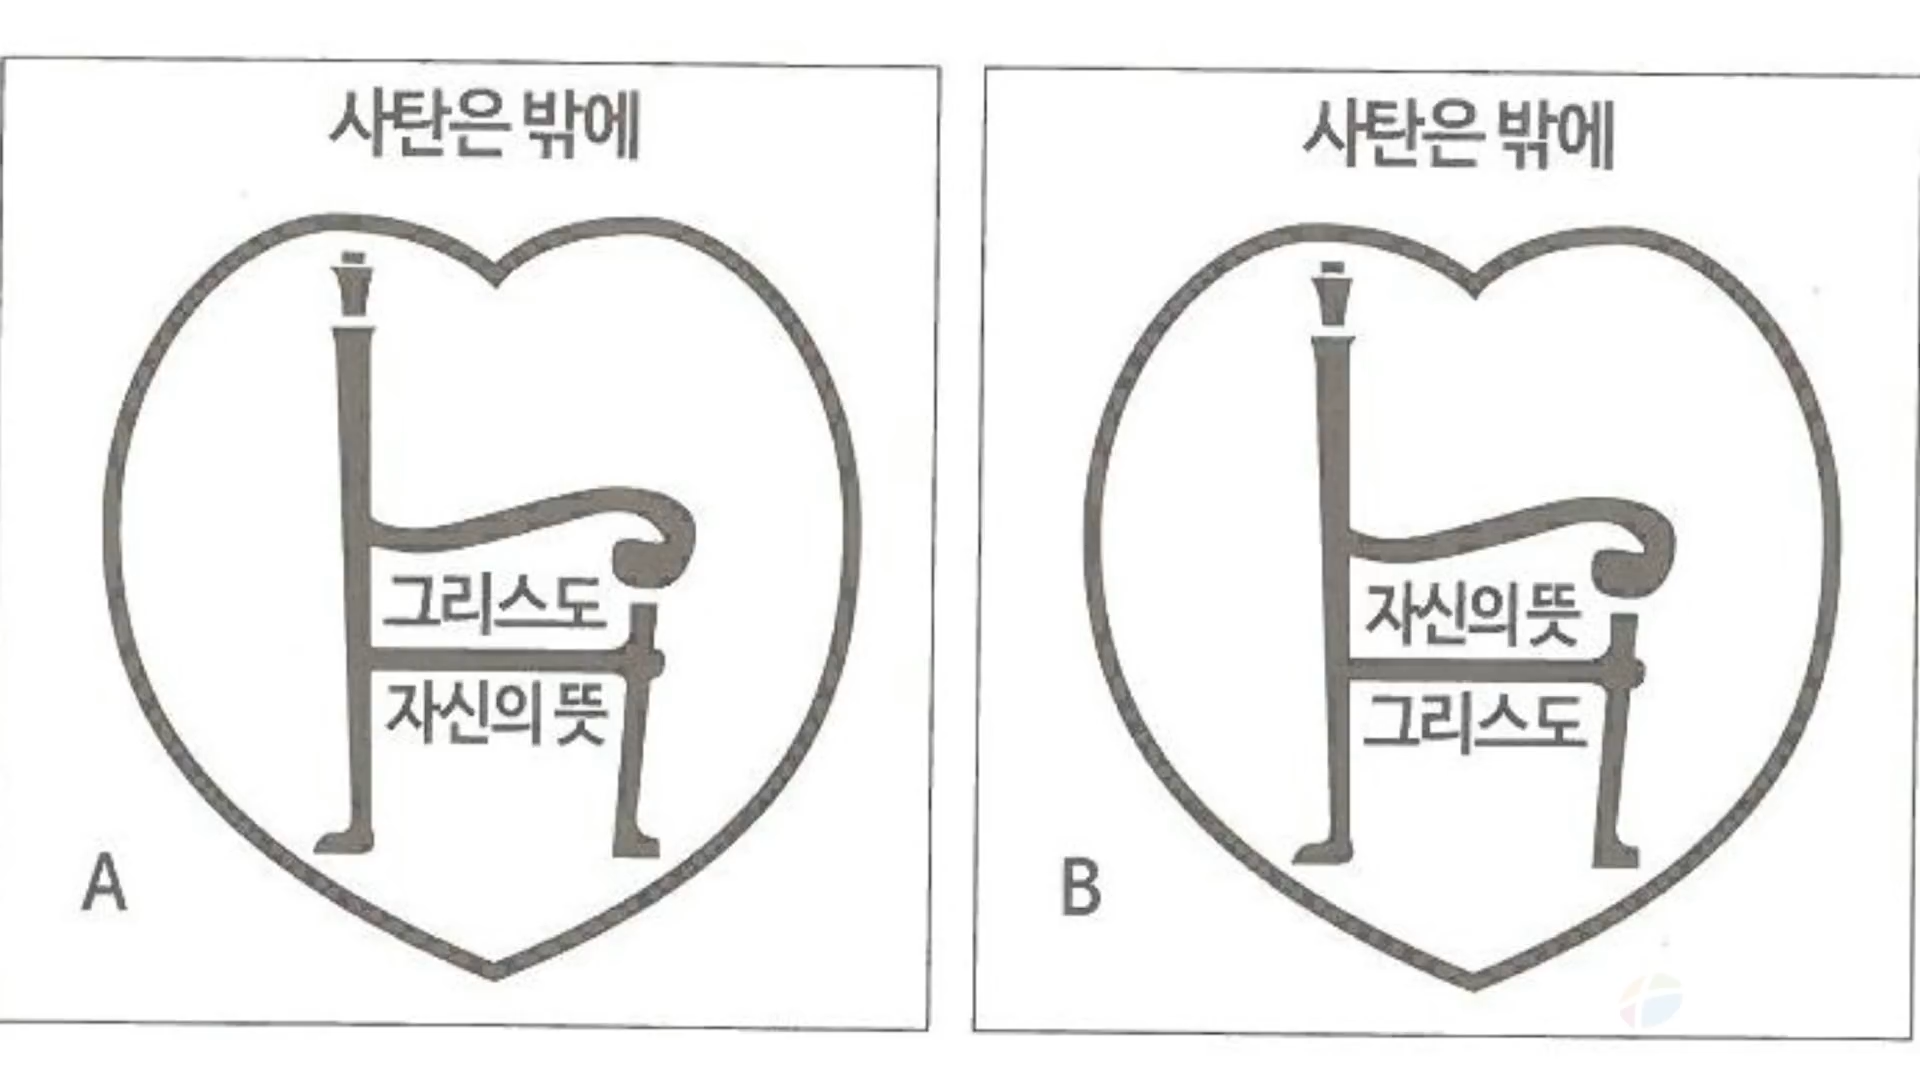 사탄은 밖에
그리스도
자신의 뜻
A
사탄은 밖에
자신의 뜻
그리스도
B